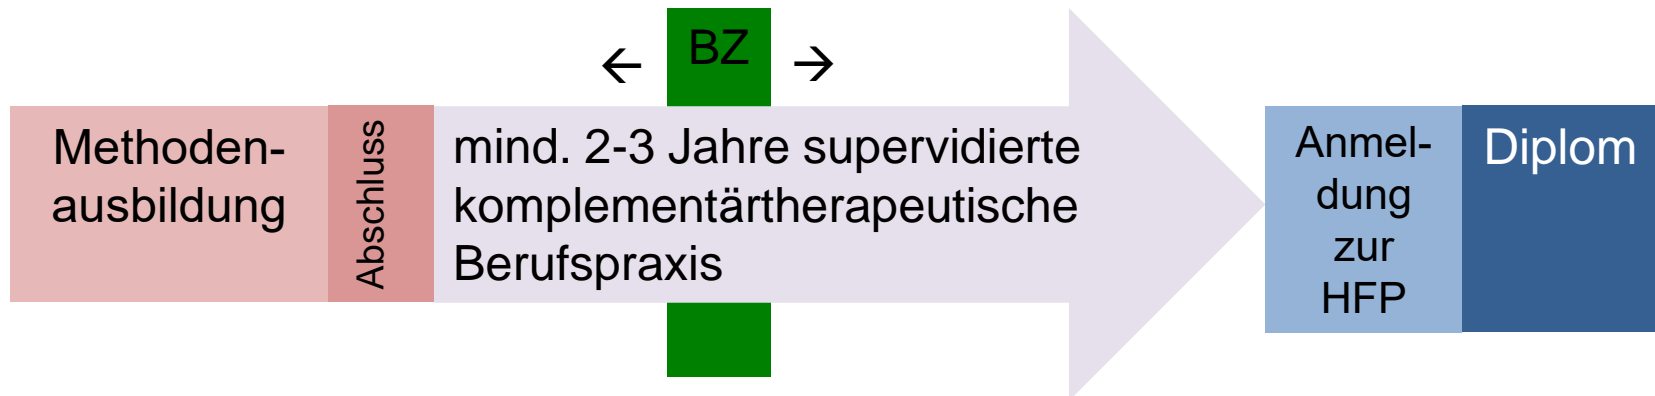 ← BZ →
Methoden-
ausbildung
Abschluss
mind. 2-3 Jahre supervidierte
komplementärtherapeutische
Berufspraxis
Anmel-
dung
zur
HFP
Diplom